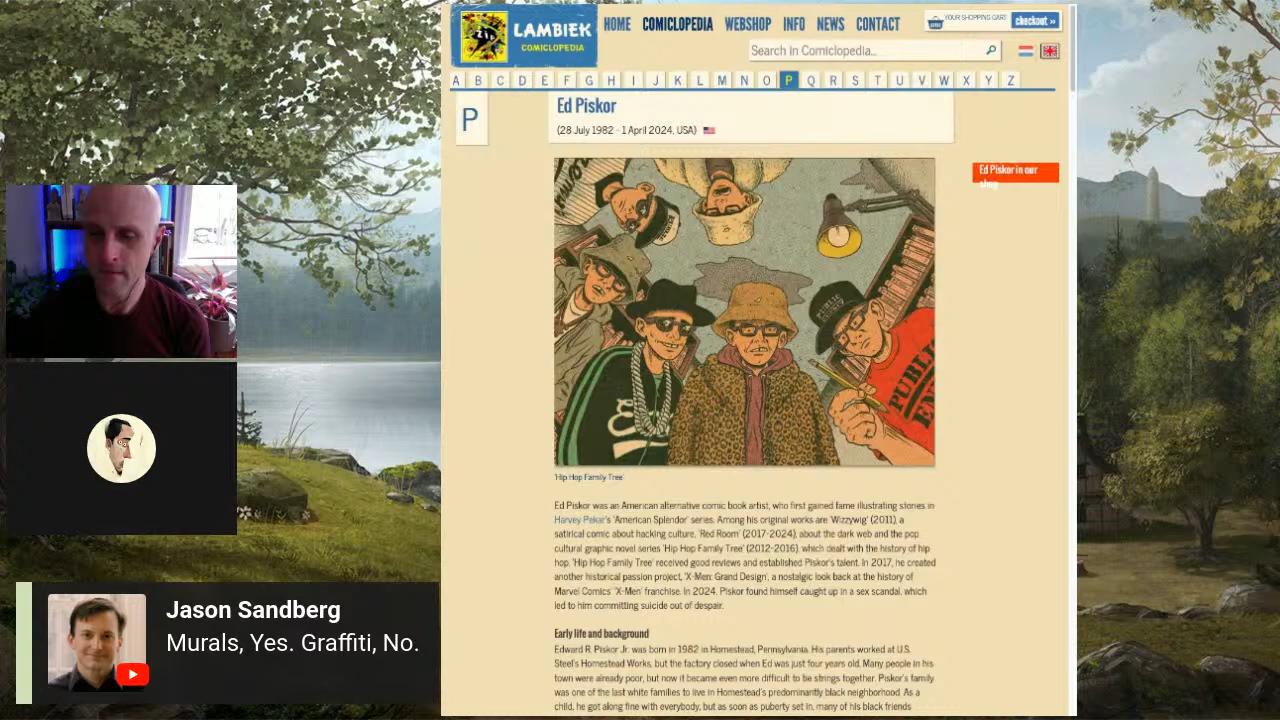 LAMBIEK
COMICLOPEDIA
HOME COMICLOPEDIA WEBSHOP INFO NEWS CONTACT
YOUR SHOPPING CART
checkout »
Search in Comiclopedia...
A B C D E F G H I J K L M N O P Q R S T U V W X Y Z
P
Ed Piskor
(28 July 1982 - 1 April 2024, USA)
Ed Piskor in our
shop
PUBLIC
'Hip Hop Family Tree'
Ed Piskor was an American alternative comic book artist, who first gained fame illustrating stories in
Harvey Pekar's 'American Splendor' series. Among his original works are 'Wizzywig' (2011), a
satirical comic about hacking culture, 'Red Room' (2017-2024), about the dark web and the pop
cultural graphic novel series 'Hip Hop Family Tree' (2012-2016), which dealt with the history of hip
hop. 'Hip Hop Family Tree' received good reviews and established Piskor's talent. In 2017, he created
another historical passion project, 'X-Men: Grand Design', a nostalgic look back at the history of
Marvel Comics' 'X-Men' franchise. In 2024, Piskor found himself caught up in a sex scandal, which
led to him committing suicide out of despair.
Early life and background
Edward R. Piskor Jr. was born in 1982 in Homestead, Pennsylvania. His parents worked at U.S.
Steel's Homestead Works, but the factory closed when Ed was just four years old. Many people in his
town were already poor, but now it became even more difficult to tie strings together. Piskor's family
was one of the last white families to live in Homestead's predominantly black neighborhood. As a
child, he got along fine with everybody, but as soon as puberty set in, many of his black friends
Jason Sandberg
Murals, Yes. Graffiti, No.